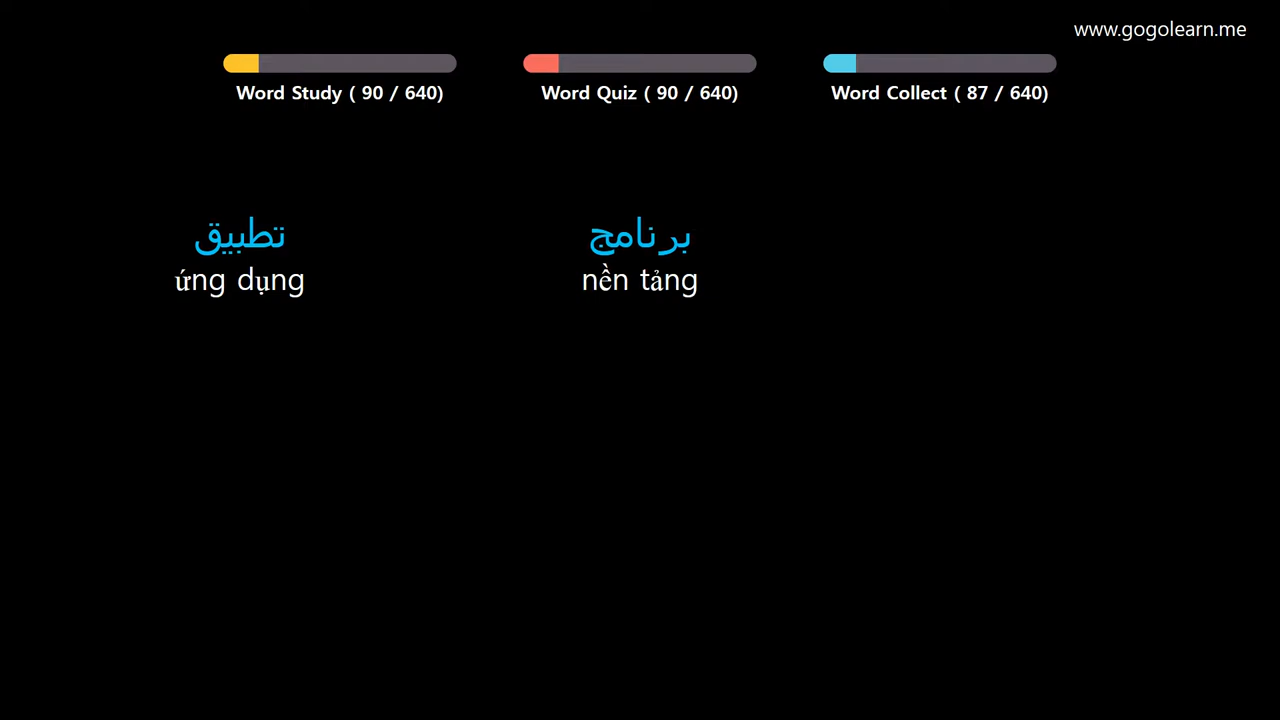 www.gogolearn.me
Word Study ( 90 / 640)
Word Quiz ( 90 / 640)
Word Collect ( 87 / 640)
تطبيق
ứng dụng
برنامج
nền tảng